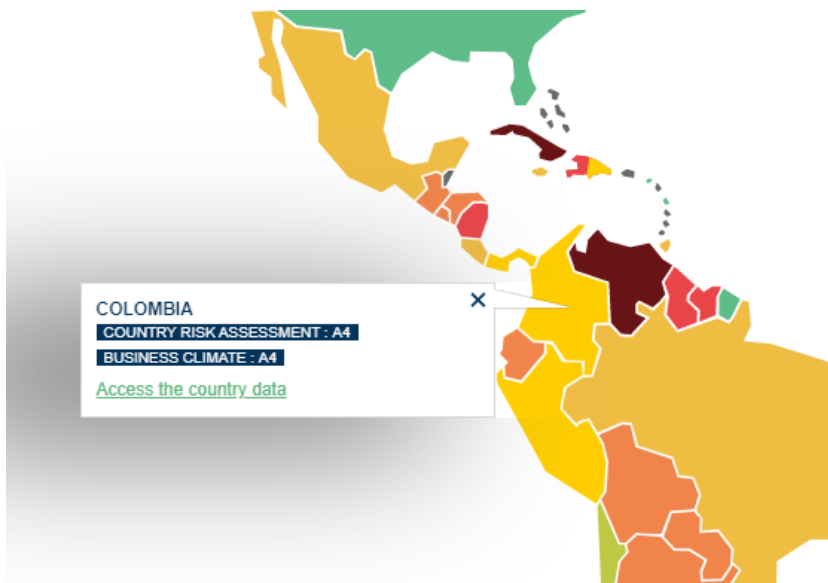 COLOMBIA
COUNTRY RISK ASSESSMENT : A4
BUSINESS CLIMATE : A4
Access the country data